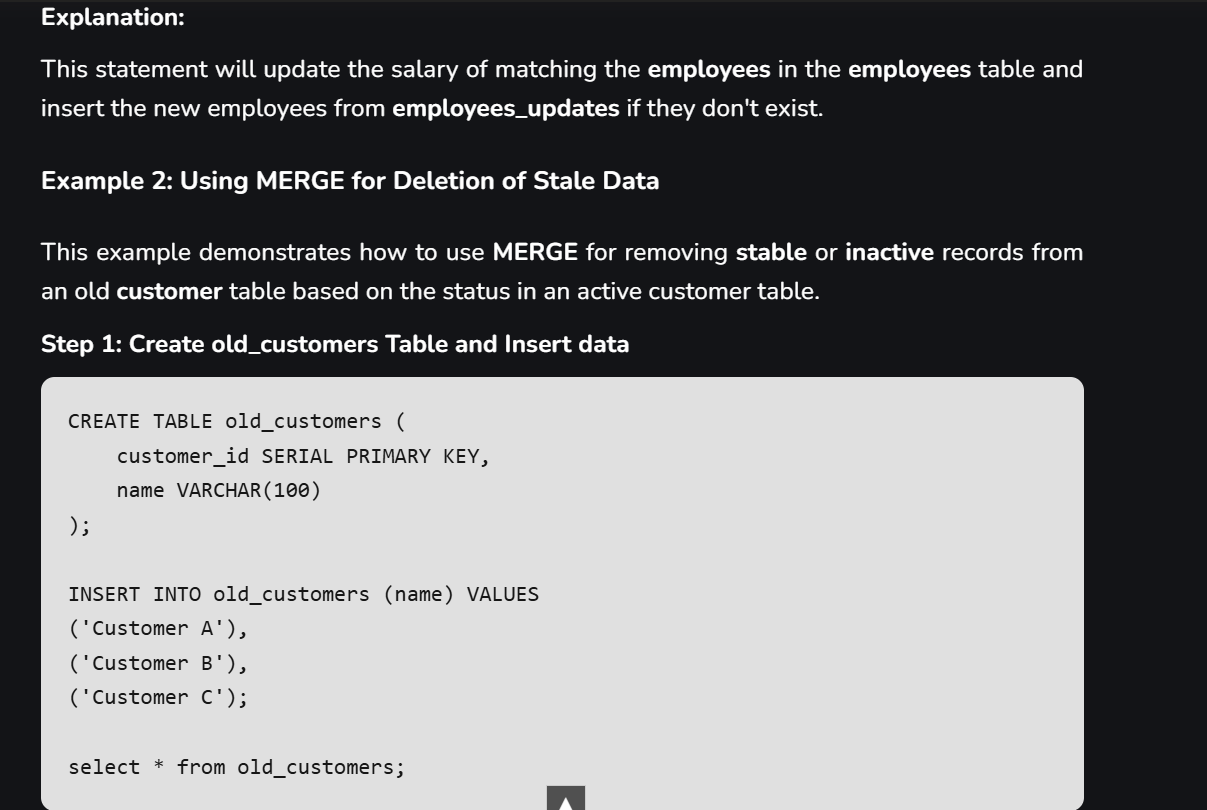 Explanation:
This statement will update the salary of matching the employees in the employees table and
insert the new employees from employees_updates if they don't exist.
Example 2: Using MERGE for Deletion of Stale Data
This example demonstrates how to use MERGE for removing stable or inactive records from
an old customer table based on the status in an active customer table.
Step 1: Create old_customers Table and Insert data
CREATE TABLE old_customers (
    customer_id SERIAL PRIMARY KEY,
    name VARCHAR(100)
);
INSERT INTO old_customers (name) VALUES
('Customer A'),
('Customer B'),
('Customer C');
select * from old_customers;